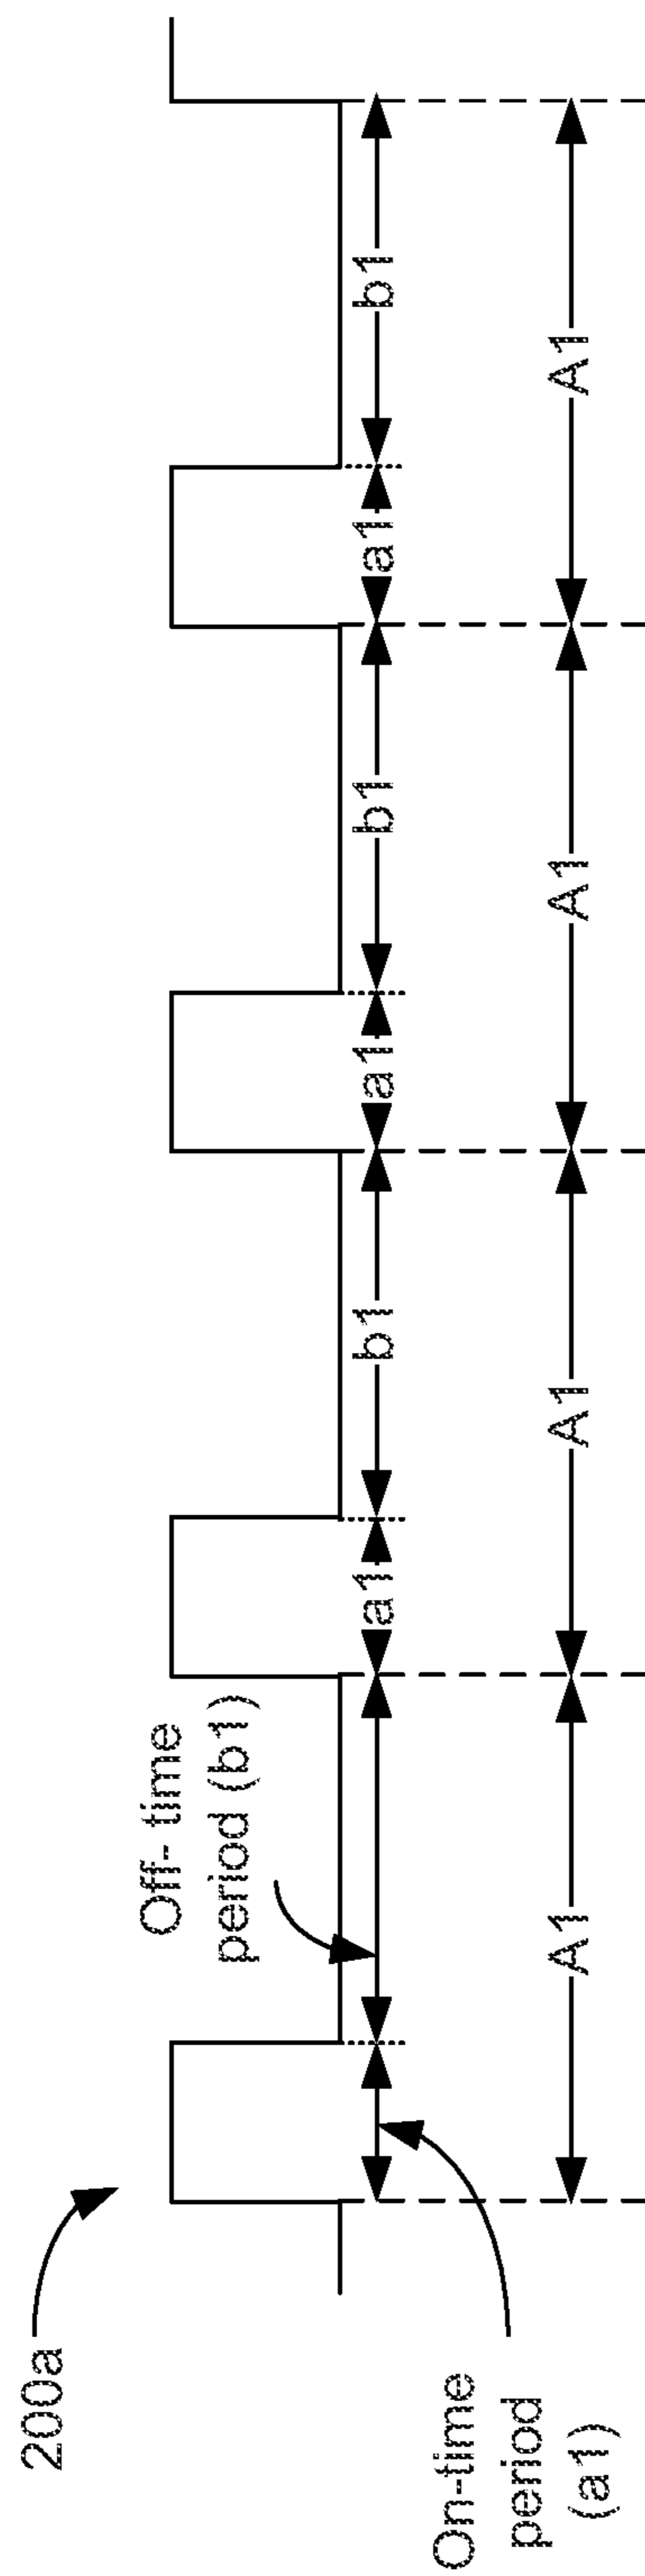 200a
Off- time
period (b1)
a1
b1
a1
b1
a1
b1
On-time
period
(a1)
A1
A1
A1
A1